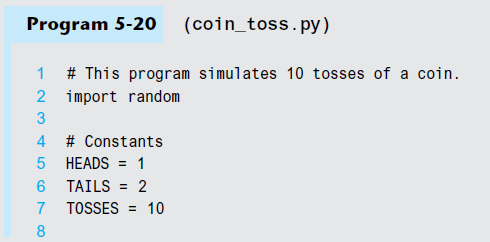 Program 5-20 (coin_toss.py)
1 # This program simulates 10 tosses of a coin.
2 import random
3
4 # Constants
5 HEADS = 1
6 TAILS = 2
7 TOSSES = 10
8